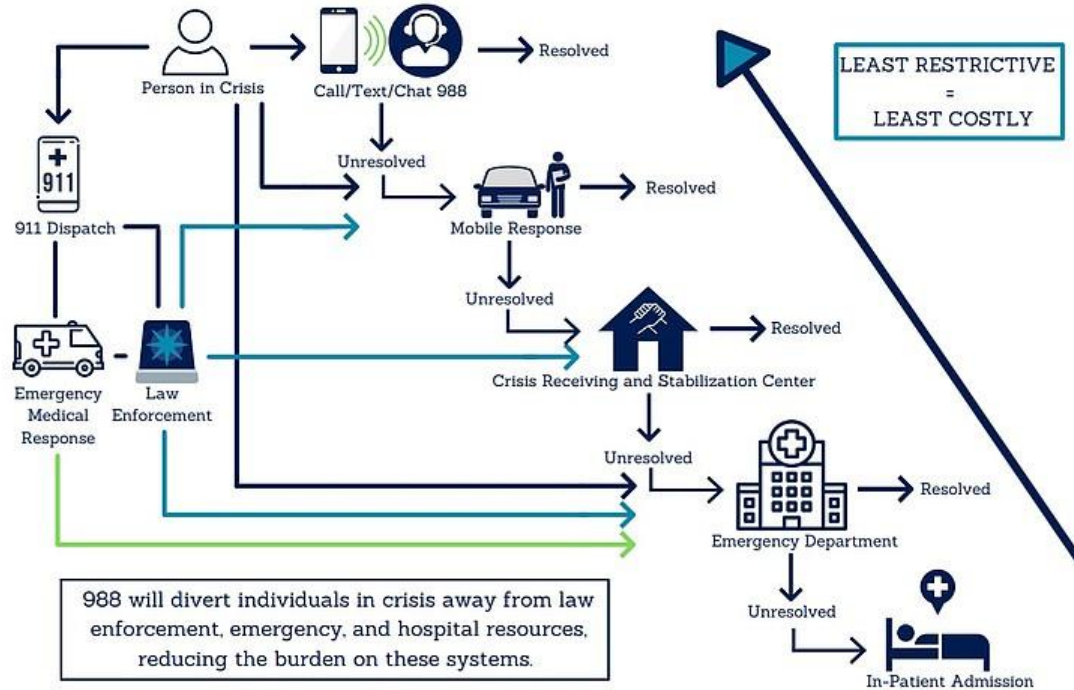 Person in Crisis
Call/Text/Chat 988
Resolved
LEAST RESTRICTIVE
=
LEAST COSTLY
911
911 Dispatch
Unresolved
Mobile Response
Resolved
Unresolved
Emergency
Medical
Response
Law
Enforcement
Crisis Receiving and Stabilization Center
Resolved
Unresolved
Emergency Department
Resolved
Unresolved
In-Patient Admission
988 will divert individuals in crisis away from law
enforcement, emergency, and hospital resources,
reducing the burden on these systems.